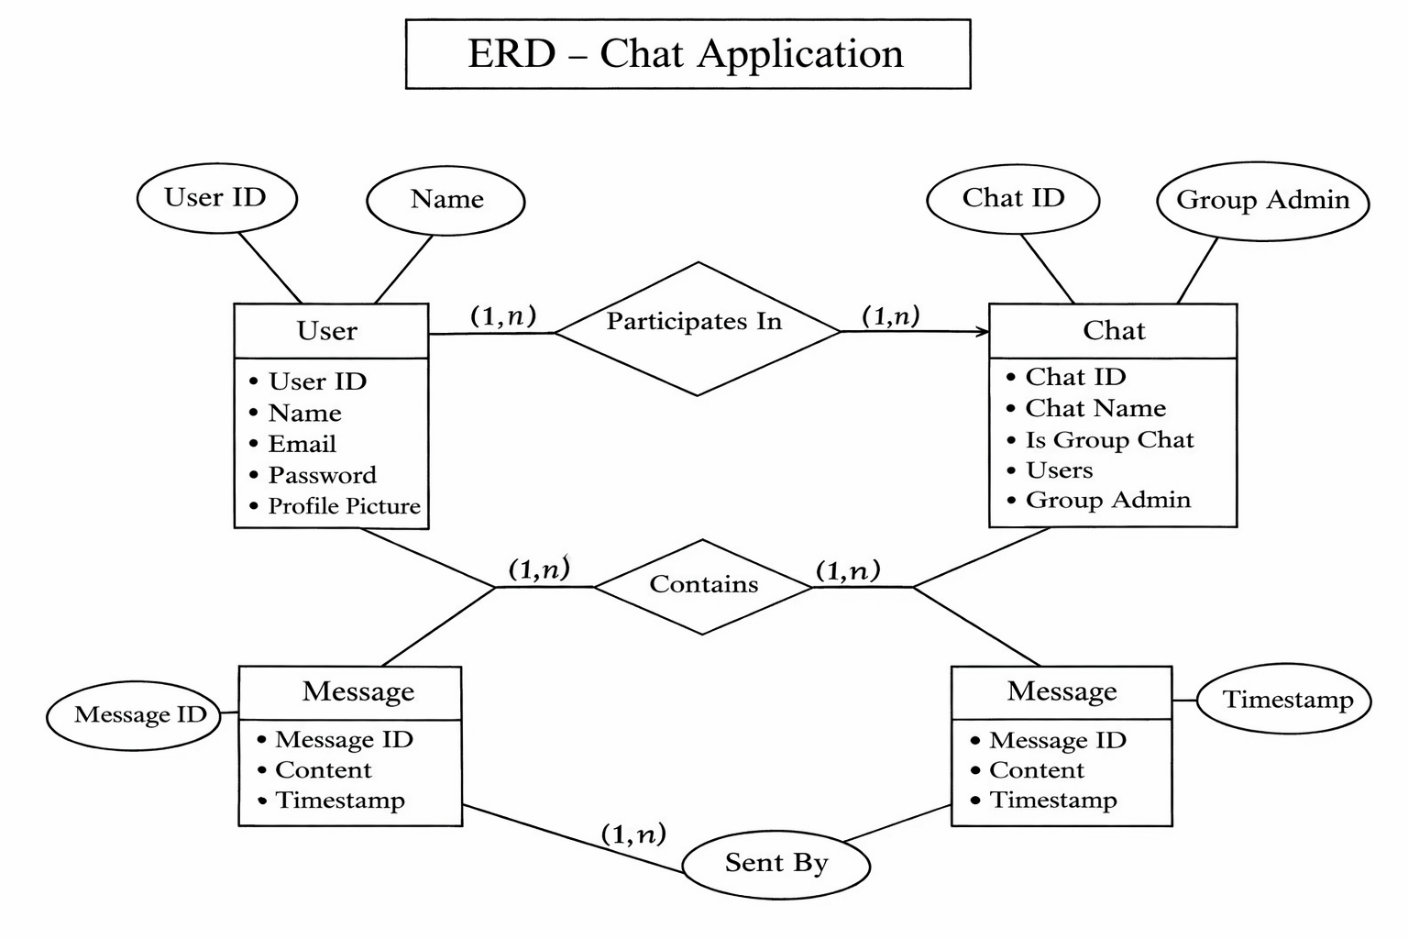 ERD – Chat Application
User ID
Name
Chat ID
Group Admin
User
• User ID
• Name
• Email
• Password
• Profile Picture
(1,n)
Participates In
(1,n)
Chat
• Chat ID
• Chat Name
• Is Group Chat
• Users
• Group Admin
(1,n)
Contains
(1,n)
Message ID
Message
• Message ID
• Content
• Timestamp
Message
• Message ID
• Content
• Timestamp
Timestamp
(1,n)
Sent By